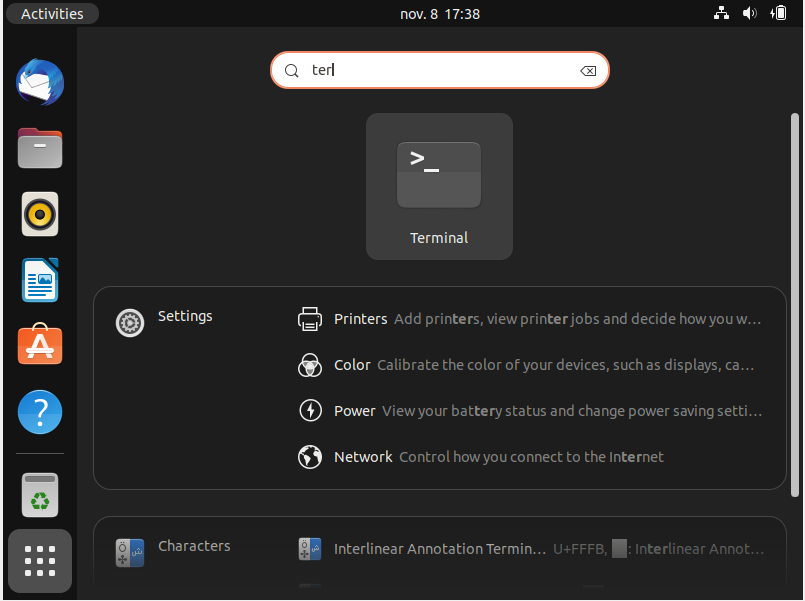 Activities
nov. 8 17:38
ter
>_
Terminal
Settings
Printers Add printers, view printer jobs and decide how you w…
Color Calibrate the color of your devices, such as displays, ca…
Power View your battery status and change power saving setti…
Network Control how you connect to the Internet
Characters
Interlinear Annotation Termin… U+FFFB, : Interlinear Annot…